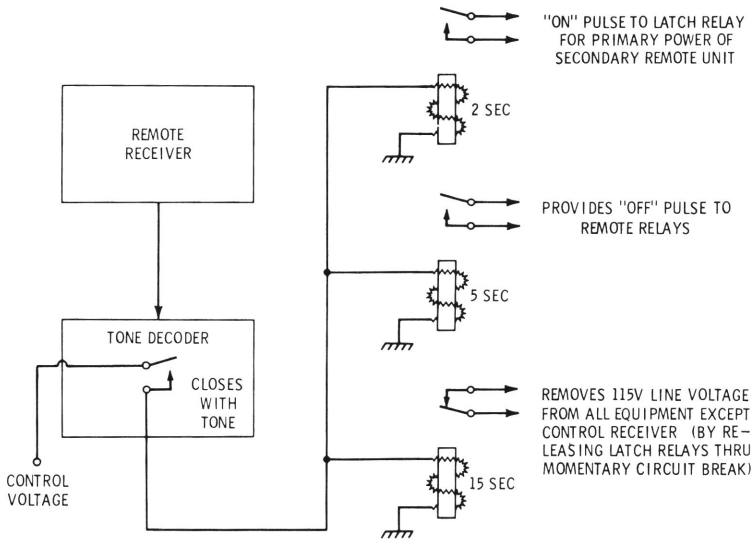 "ON" PULSE TO LATCH RELAY
FOR PRIMARY POWER OF
SECONDARY REMOTE UNIT
2 SEC
REMOTE
RECEIVER
PROVIDES "OFF" PULSE TO
REMOTE RELAYS
5 SEC
TONE DECODER
CLOSES
WITH
TONE
CONTROL
VOLTAGE
REMOVES 115V LINE VOLTAGE
FROM ALL EQUIPMENT EXCEPT
CONTROL RECEIVER (BY RE-
LEASING LATCH RELAYS THRU
MOMENTARY CIRCUIT BREAK)
15 SEC